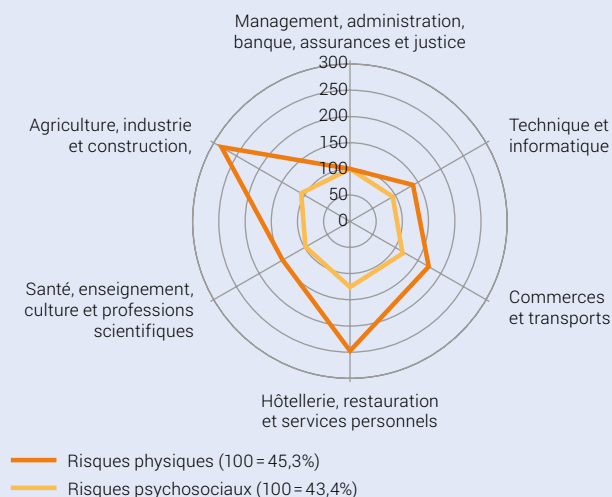 Management, administration,
banque, assurances et justice
300
250
200
150
100
50
0
Technique et
informatique
Commerces
et transports
Hôtellerie, restauration
et services personnels
Santé, enseignement,
culture et professions
scientifiques
Agriculture, industrie
et construction,
Risques physiques (100 = 45,3%)
Risques psychosociaux (100 = 43,4%)